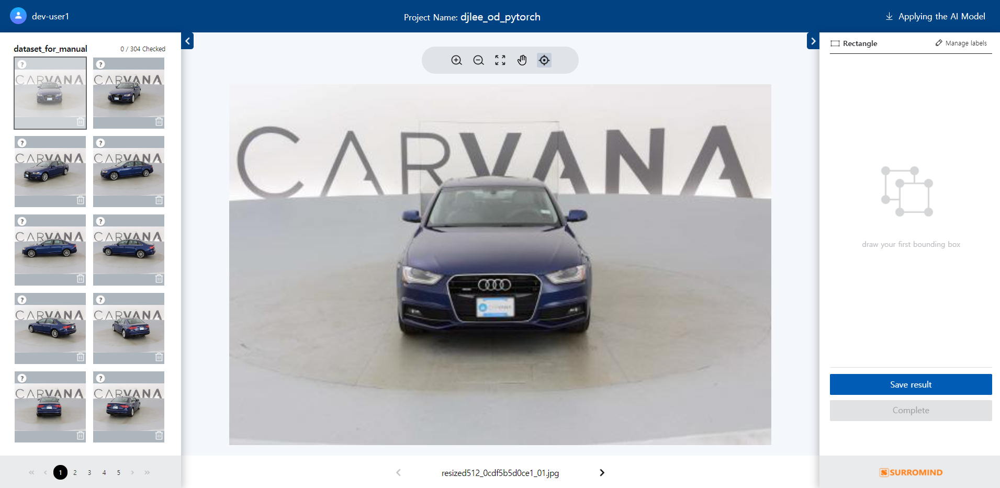 dev-user1
Project Name: djlee_od_pytorch
Applying the AI Model
dataset_for_manual
0 / 304 Checked
Rectangle
Manage labels
?
CARVANA
?
CARVANA
?
CARVANA
?
CARVANA
?
CARVANA
?
CARVANA
?
CARVANA
?
CARVANA
?
CARVANA
?
CARVANA
CARVANA
CARVANA
draw your first bounding box
Save result
Complete
« ‹ 1 2 3 4 5 › »
resized512_0cdf5b5d0ce1_01.jpg
SURROMIND